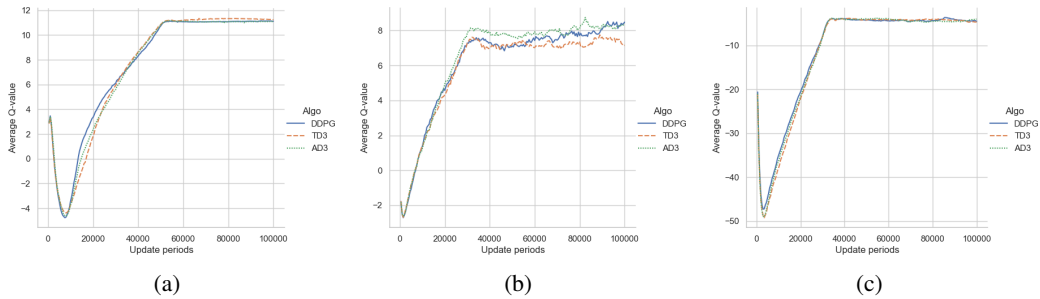 12
10
8
6
4
2
0
−2
−4
Average Q-value
0 20000 40000 60000 80000 100000
Update periods
Algo
DDPG
TD3
AD3
(a)
8
6
4
2
0
−2
Average Q-value
0 20000 40000 60000 80000 100000
Update periods
Algo
DDPG
TD3
AD3
(b)
−10
−20
−30
−40
−50
Average Q-value
0 20000 40000 60000 80000 100000
Update periods
Algo
DDPG
TD3
AD3
(c)